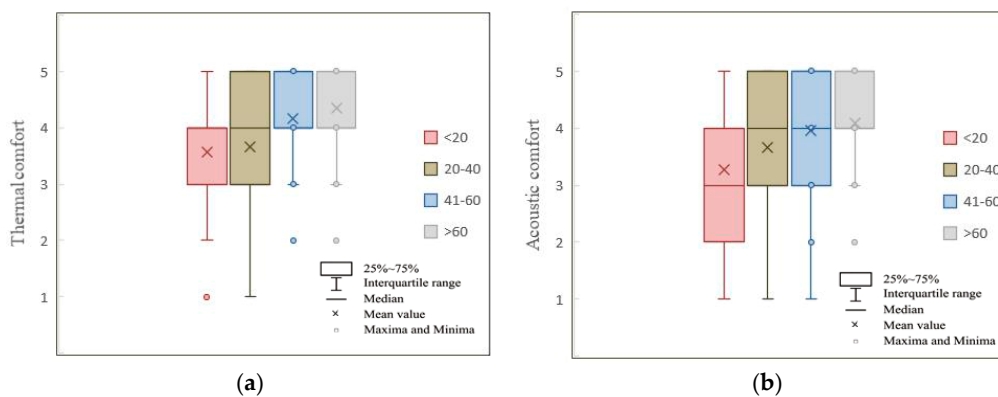 Thermal comfort
5
4
3
2
1
<20
20-40
41-60
>60
25%~75%
Interquartile range
Median
Mean value
Maxima and Minima
(a)
Acoustic comfort
5
4
3
2
1
<20
20-40
41-60
>60
25%~75%
Interquartile range
Median
Mean value
Maxima and Minima
(b)